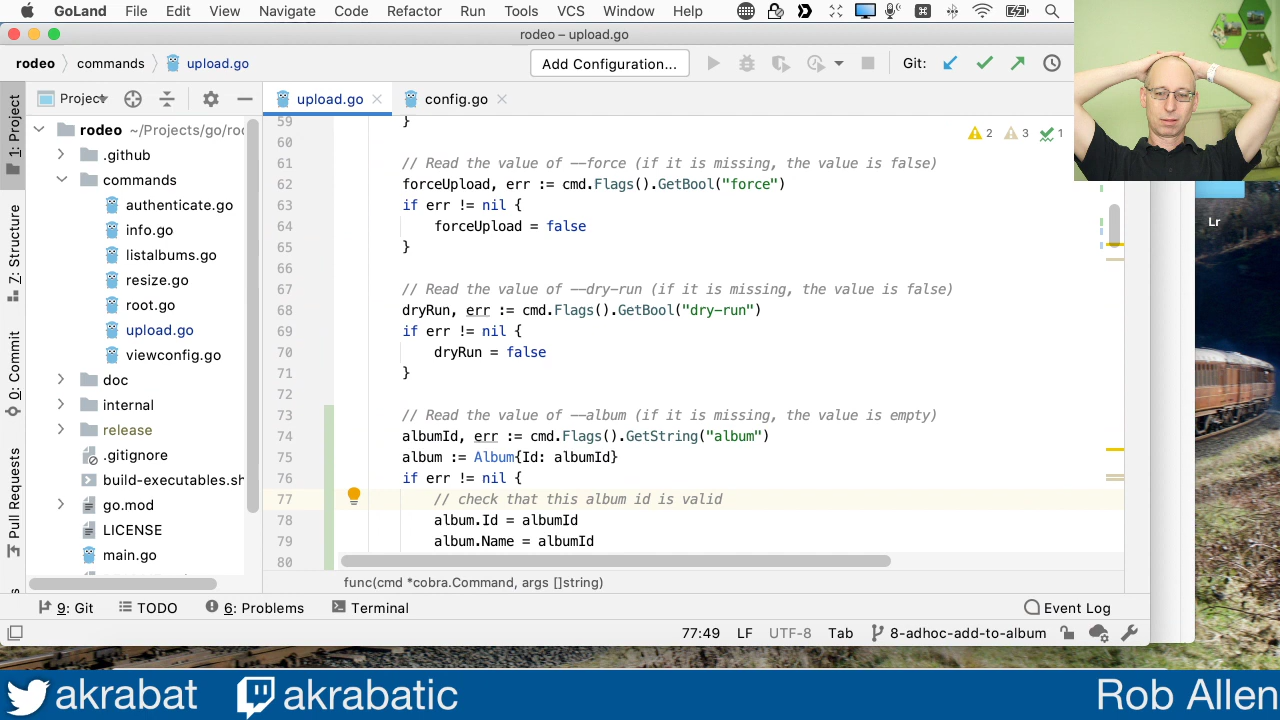 GoLand File Edit View Navigate Code Refactor Run Tools VCS Window Help
rodeo – upload.go
rodeo commands upload.go Add Configuration... Git:
1: Project
7: Structure
0: Commit
Pull Requests
Project
rodeo ~/Projects/go/roc
.github
commands
authenticate.go
info.go
listalbums.go
resize.go
root.go
upload.go
viewconfig.go
doc
internal
release
.gitignore
build-executables.sh
go.mod
LICENSE
main.go
upload.go config.go
2 3 1
59 }
60
61 // Read the value of --force (if it is missing, the value is false)
62 forceUpload, err := cmd.Flags().GetBool("force")
63 if err != nil {
64 forceUpload = false
65 }
66
67 // Read the value of --dry-run (if it is missing, the value is false)
68 dryRun, err := cmd.Flags().GetBool("dry-run")
69 if err != nil {
70 dryRun = false
71 }
72
73 // Read the value of --album (if it is missing, the value is empty)
74 albumId, err := cmd.Flags().GetString("album")
75 album := Album{Id: albumId}
76 if err != nil {
77 // check that this album id is valid
78 album.Id = albumId
79 album.Name = albumId
80
func(cmd *cobra.Command, args []string)
Lr
9: Git TODO 6: Problems Terminal Event Log
77:49 LF UTF-8 Tab 8-adhoc-add-to-album
akrabat akrabatic Rob Allen